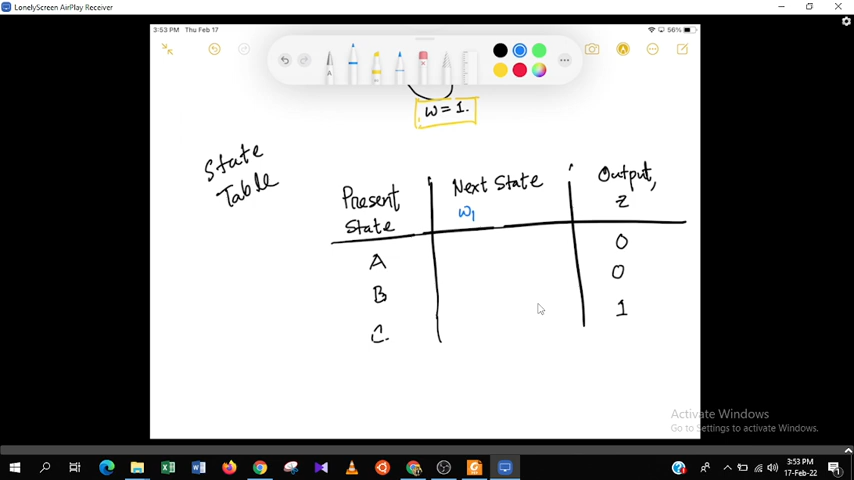 LonelyScreen AirPlay Receiver
3:53 PM Thu Feb 17
56%
A
w = 1.
State
Table
Present
State
Next State
w1
Output,
z
A
0
B
0
C.
1
Activate Windows
Go to Settings to activate Windows.
3:53 PM
17-Feb-22